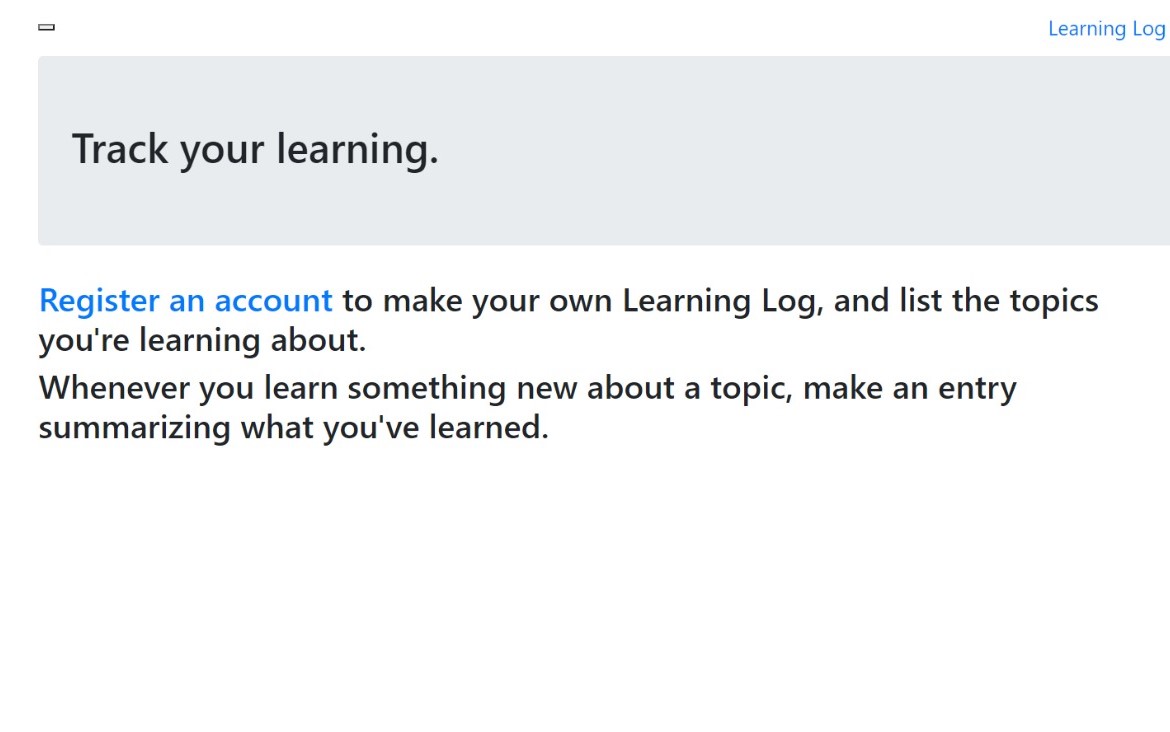 Learning Log
Track your learning.
Register an account to make your own Learning Log, and list the topics
you're learning about.
Whenever you learn something new about a topic, make an entry
summarizing what you've learned.